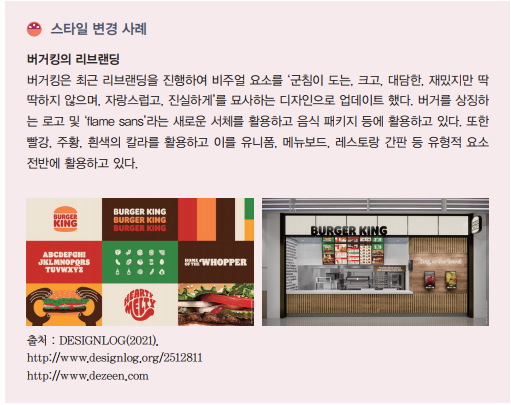 스타일 변경 사례
버거킹의 리브랜딩
버거킹은 최근 리브랜딩을 진행하여 비주얼 요소를 '군침이 도는, 크고, 대담한, 재밌지만 딱
딱하지 않으며, 자랑스럽고, 진실하게'를 묘사하는 디자인으로 업데이트 했다. 버거를 상징하
는 로고 및 'flame sans'라는 새로운 서체를 활용하고 음식 패키지 등에 활용하고 있다. 또한
빨강, 주황, 흰색의 칼라를 활용하고 이를 유니폼, 메뉴보드, 레스토랑 간판 등 유형적 요소
전반에 활용하고 있다.
BURGER
KING
BURGER KING
BURGER KING
BURGER KING
ABCDEFGHI
JKLMNOPQRS
TUVWXYZ
HOME
OF THE WHOPPER
HEARTY
MELTY
BURGER KING
출처 : DESIGNLOG(2021).
http://www.designlog.org/2512811
http://www.dezeen.com